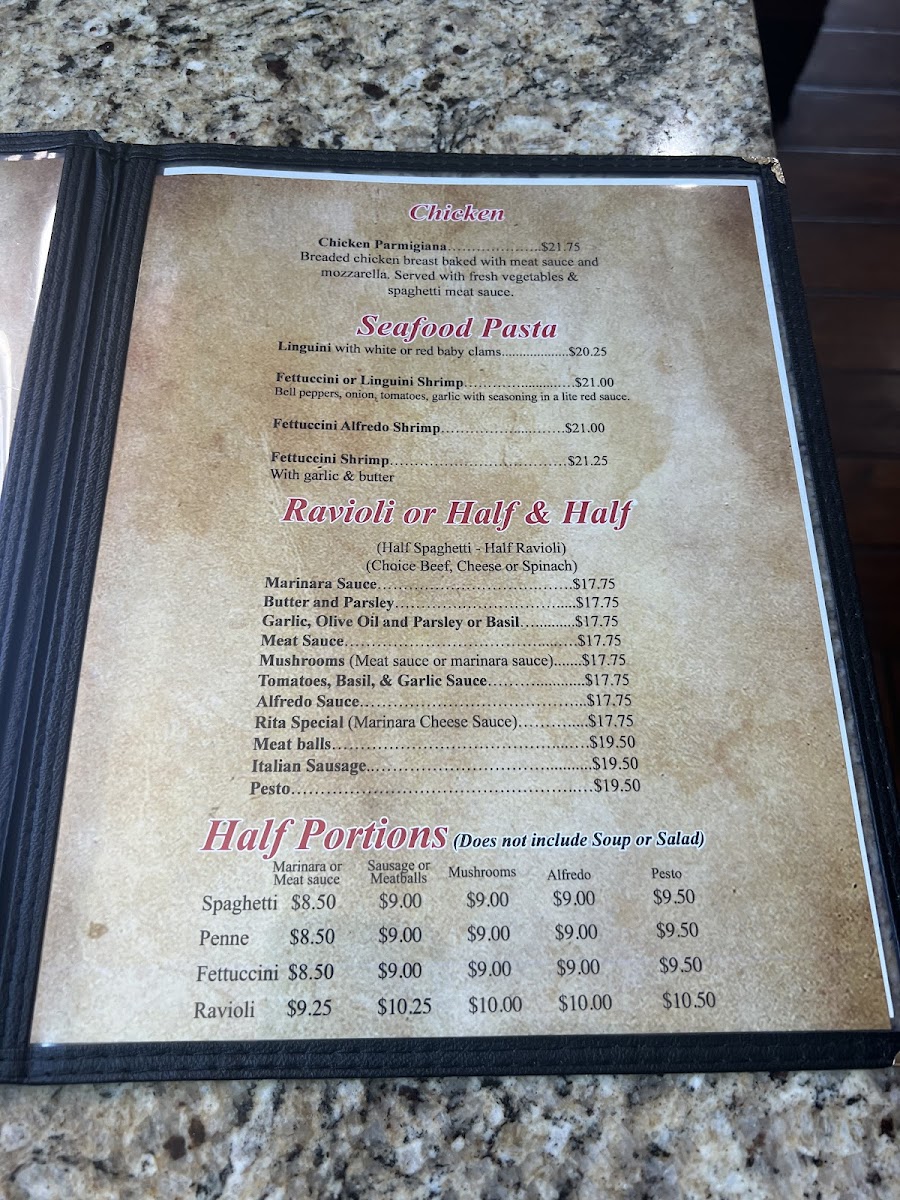 Chicken
Chicken Parmigiana....................$21.75
Breaded chicken breast baked with meat sauce and
mozzarella. Served with fresh vegetables &
spaghetti meat sauce.
Seafood Pasta
Linguini with white or red baby clams...................$20.25
Fettuccini or Linguini Shrimp.........................$21.00
Bell peppers, onion, tomatoes, garlic with seasoning in a lite red sauce.
Fettuccini Alfredo Shrimp............................$21.00
Fettuccini Shrimp........................................$21.25
With garlic & butter
Ravioli or Half & Half
(Half Spaghetti - Half Ravioli)
(Choice Beef, Cheese or Spinach)
Marinara Sauce..........................................$17.75
Butter and Parsley.......................................$17.75
Garlic, Olive Oil and Parsley or Basil.............$17.75
Meat Sauce................................................$17.75
Mushrooms (Meat sauce or marinara sauce).......$17.75
Tomatoes, Basil, & Garlic Sauce.....................$17.75
Alfredo Sauce.............................................$17.75
Rita Special (Marinara Cheese Sauce)...............$17.75
Meat balls..................................................$19.50
Italian Sausage............................................$19.50
Pesto.........................................................$19.50
Half Portions (Does not include Soup or Salad)
Marinara or Sausage or
Meat sauce Meatballs Mushrooms Alfredo Pesto
Spaghetti $8.50 $9.00 $9.00 $9.00 $9.50
Penne $8.50 $9.00 $9.00 $9.00 $9.50
Fettuccini $8.50 $9.00 $9.00 $9.00 $9.50
Ravioli $9.25 $10.25 $10.00 $10.00 $10.50